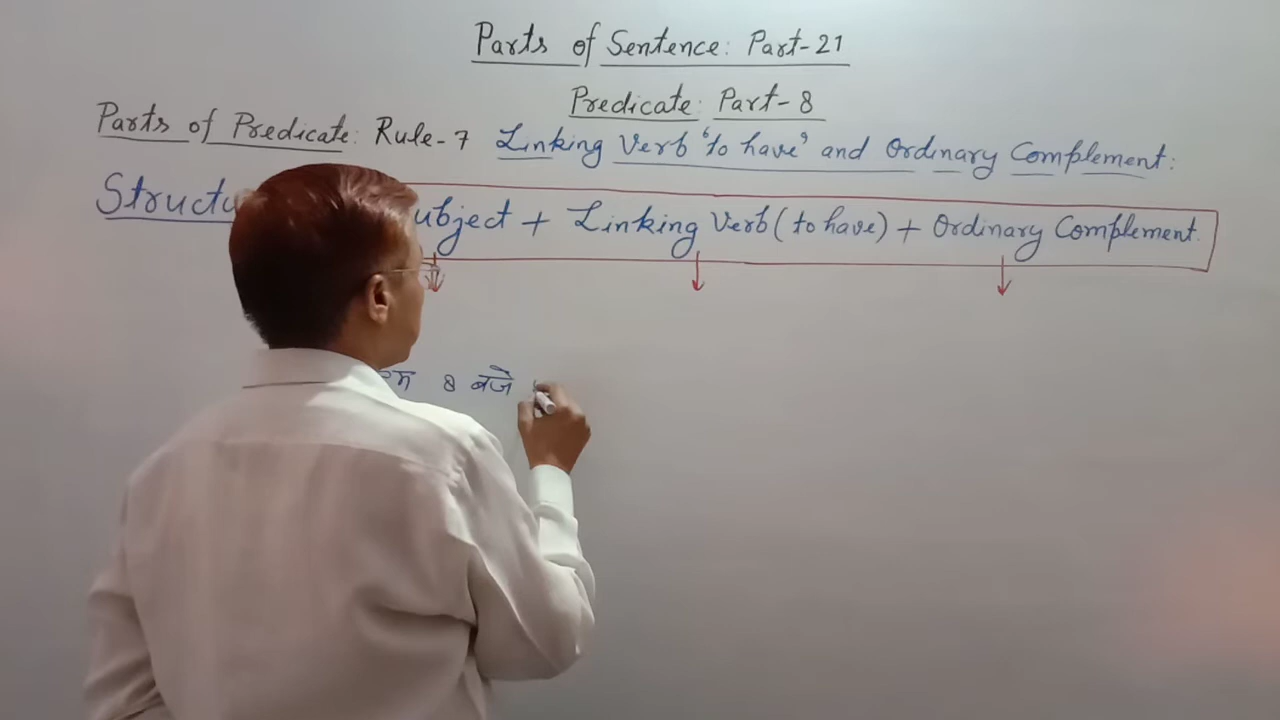 Parts of Sentence: Part-21
Predicate: Part-8
Parts of Predicate: Rule-7 Linking Verb 'to have' and Ordinary Complement:
Structu ubject + Linking Verb (to have) + Ordinary Complement.
8 बजे